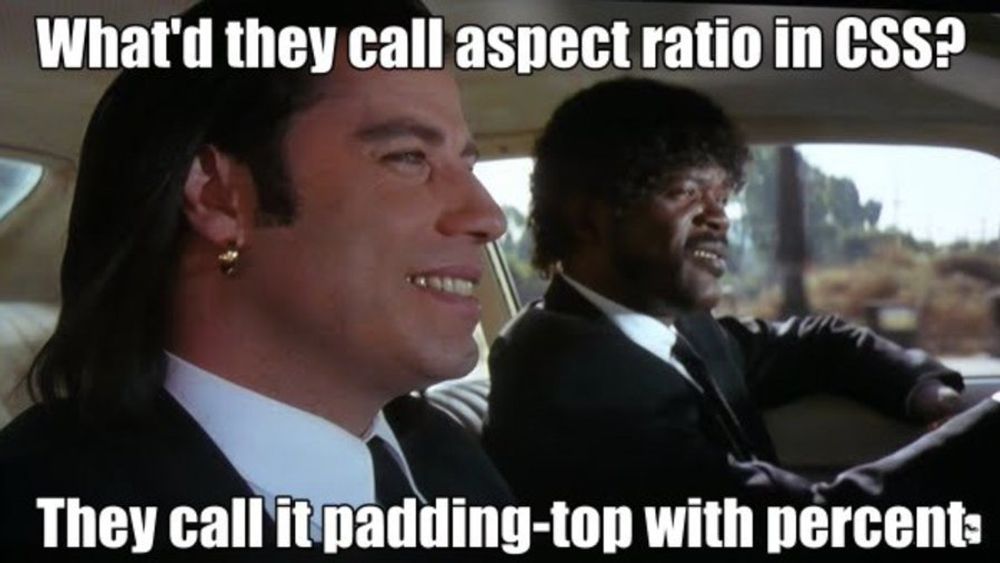 What'd they call aspect ratio in CSS?
They call it padding-top with percent